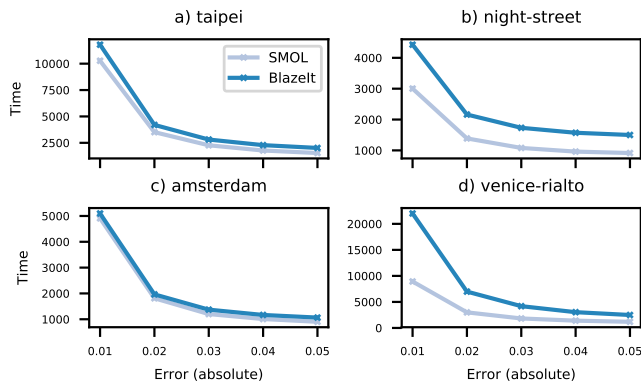 a) taipei
b) night-street
Time
10000
7500
5000
2500
SMOL
BlazeIt
4000
3000
2000
1000
c) amsterdam
d) venice-rialto
Time
5000
4000
3000
2000
1000
20000
15000
10000
5000
0
0.01 0.02 0.03 0.04 0.05
0.01 0.02 0.03 0.04 0.05
Error (absolute)
Error (absolute)